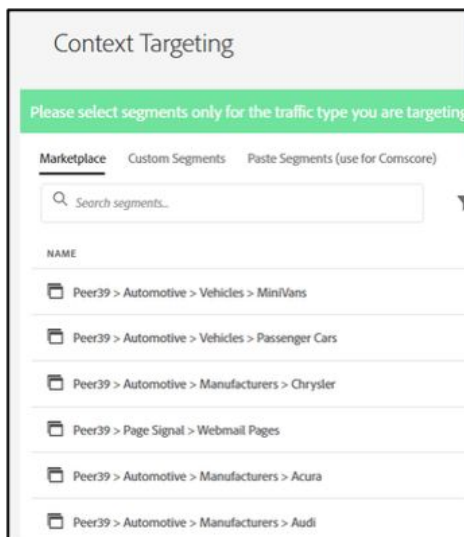 Context Targeting
Please select segments only for the traffic type you are targeting
Marketplace Custom Segments Paste Segments (use for Comscore)
Search segments...
NAME
Peer39 > Automotive > Vehicles > MiniVans
Peer39 > Automotive > Vehicles > Passenger Cars
Peer39 > Automotive > Manufacturers > Chrysler
Peer39 > Page Signal > Webmail Pages
Peer39 > Automotive > Manufacturers > Acura
Peer39 > Automotive > Manufacturers > Audi